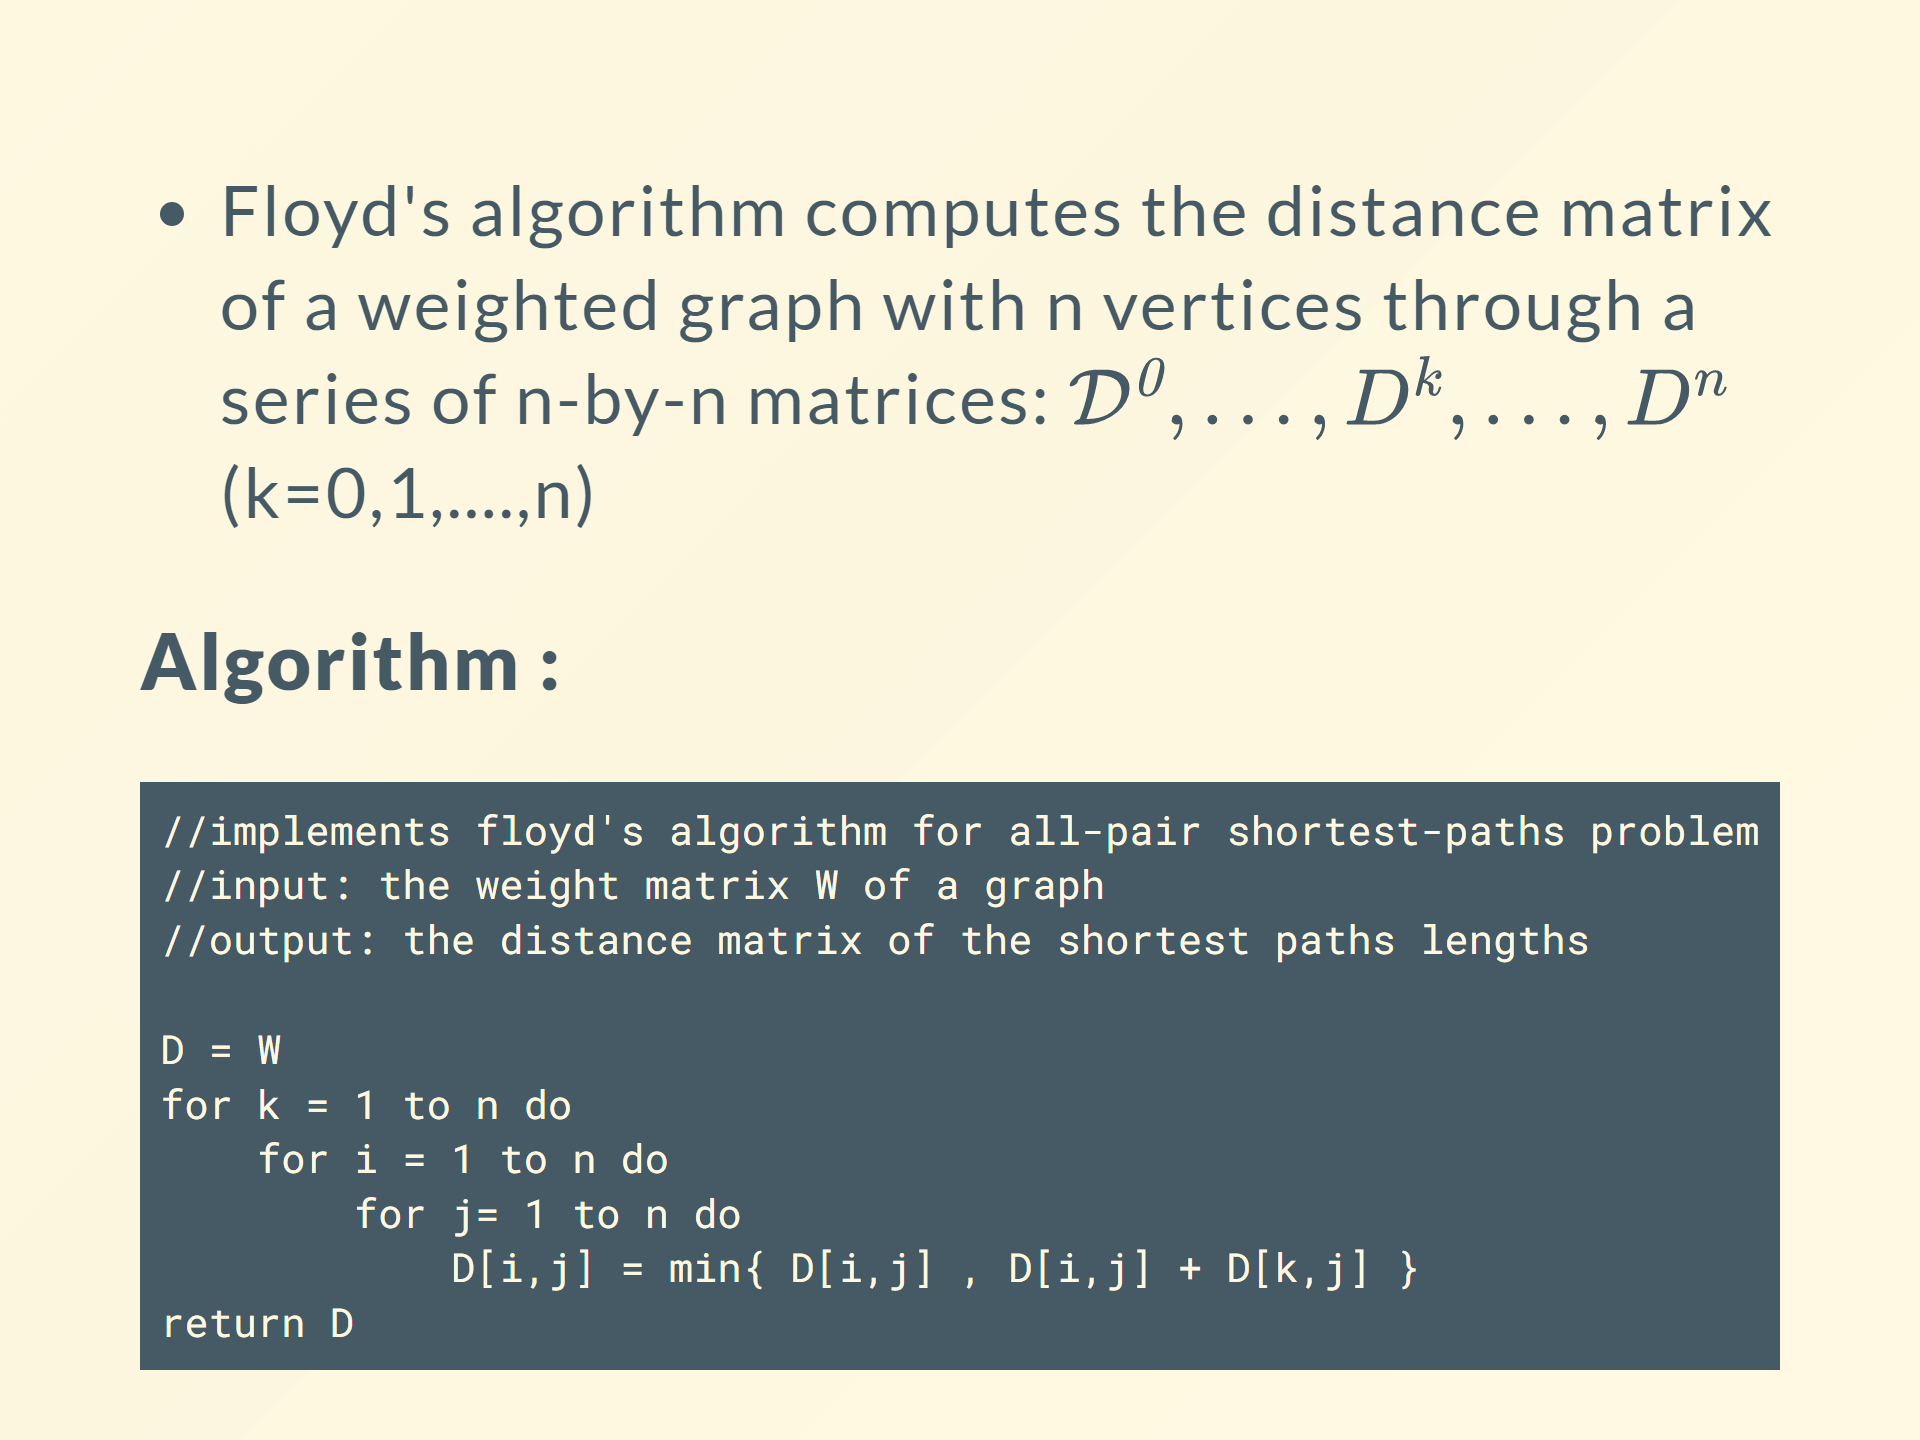 • Floyd's algorithm computes the distance matrix
of a weighted graph with n vertices through a
series of n-by-n matrices: 𝒟⁰, . . . , Dᵏ, . . . , Dⁿ
(k=0,1,....,n)
Algorithm :
//implements floyd's algorithm for all-pair shortest-paths problem
//input: the weight matrix W of a graph
//output: the distance matrix of the shortest paths lengths
D = W
for k = 1 to n do
    for i = 1 to n do
        for j= 1 to n do
            D[i,j] = min{ D[i,j] , D[i,j] + D[k,j] }
return D